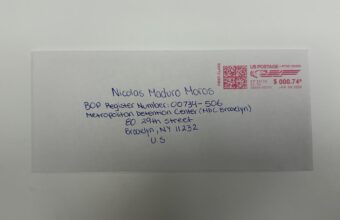 US POSTAGE
$ 000.74⁰
Nicolas Maduro Moros
BOP Register Number: 00734-506
Metropolitan Detention Center (MDC Brooklyn)
80 29th Street
Brooklyn, NY 11232
U.S